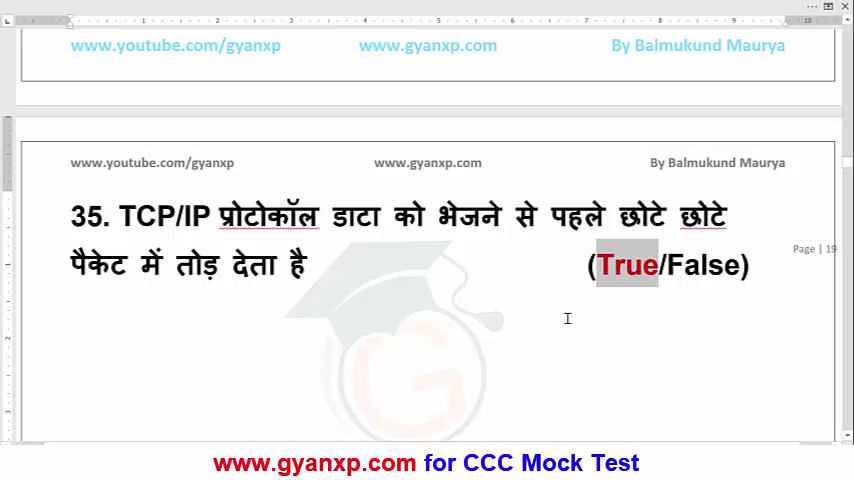 www.youtube.com/gyanxp www.gyanxp.com By Balmukund Maurya
www.youtube.com/gyanxp www.gyanxp.com By Balmukund Maurya
35. TCP/IP प्रोटोकॉल डाटा को भेजने से पहले छोटे छोटे
पैकेट में तोड़ देता है (True/False)
Page | 19
www.gyanxp.com for CCC Mock Test